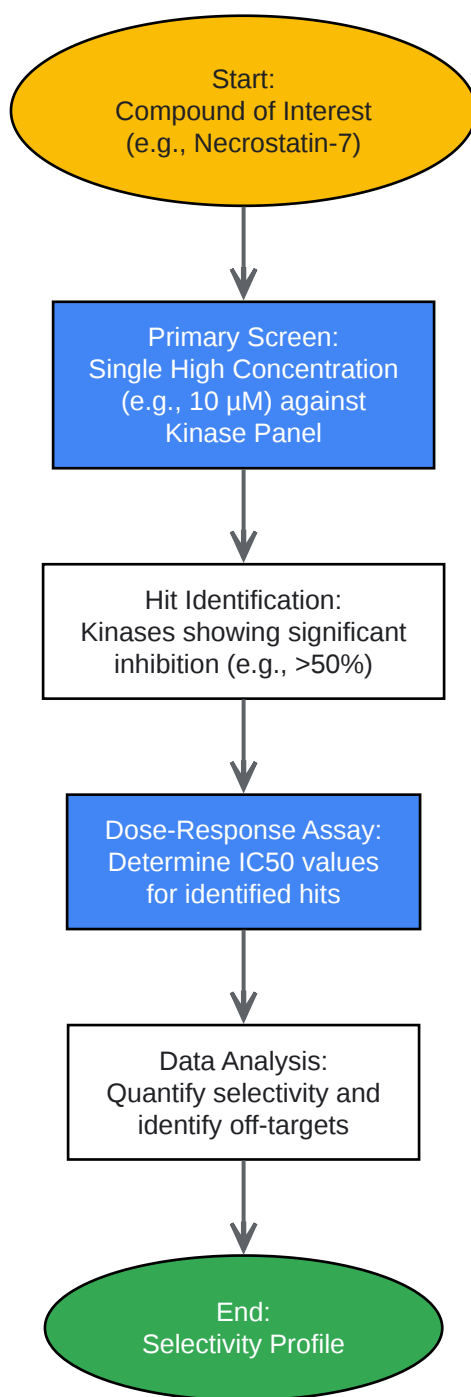 Start:
Compound of Interest
(e.g., Necrostatin-7)
Primary Screen:
Single High Concentration
(e.g., 10 µM) against
Kinase Panel
Hit Identification:
Kinases showing significant
inhibition (e.g., >50%)
Dose-Response Assay:
Determine IC50 values
for identified hits
Data Analysis:
Quantify selectivity and
identify off-targets
End:
Selectivity Profile